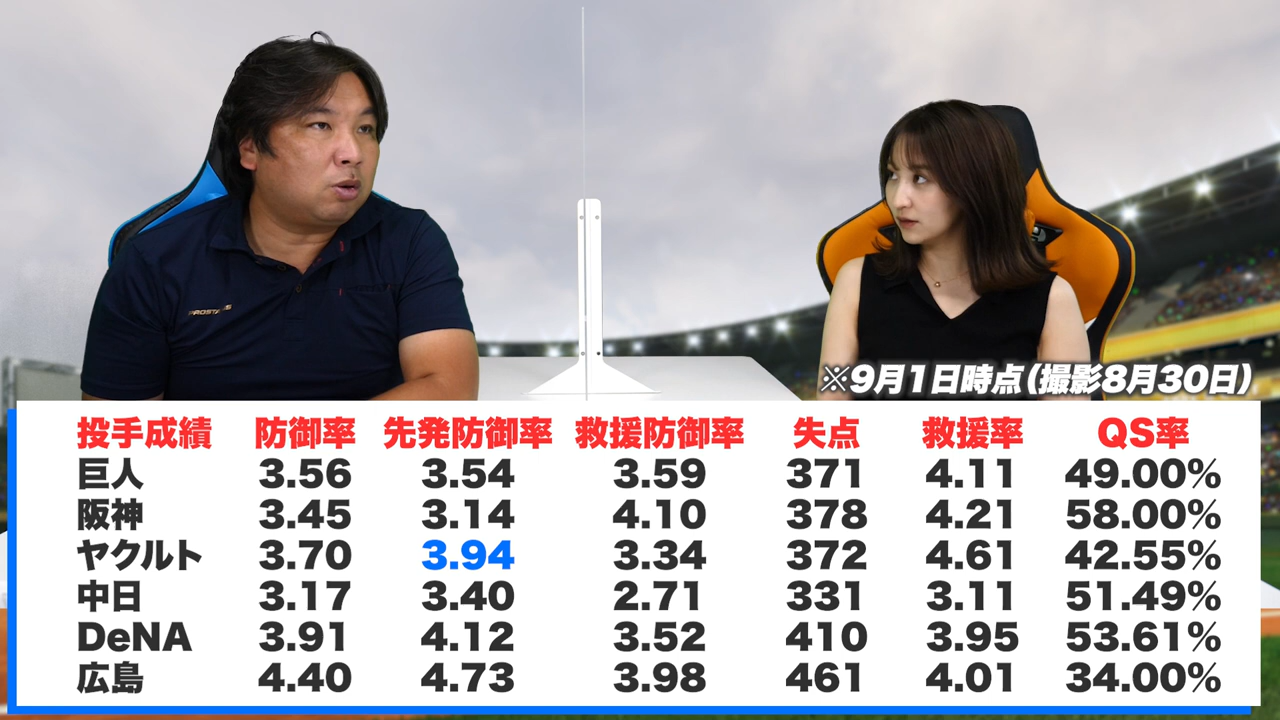 PROSTARS
※9月1日時点(撮影8月30日)
投手成績 防御率 先発防御率 救援防御率 失点 救援率 QS率
巨人 3.56 3.54 3.59 371 4.11 49.00%
阪神 3.45 3.14 4.10 378 4.21 58.00%
ヤクルト 3.70 3.94 3.34 372 4.61 42.55%
中日 3.17 3.40 2.71 331 3.11 51.49%
DeNA 3.91 4.12 3.52 410 3.95 53.61%
広島 4.40 4.73 3.98 461 4.01 34.00%